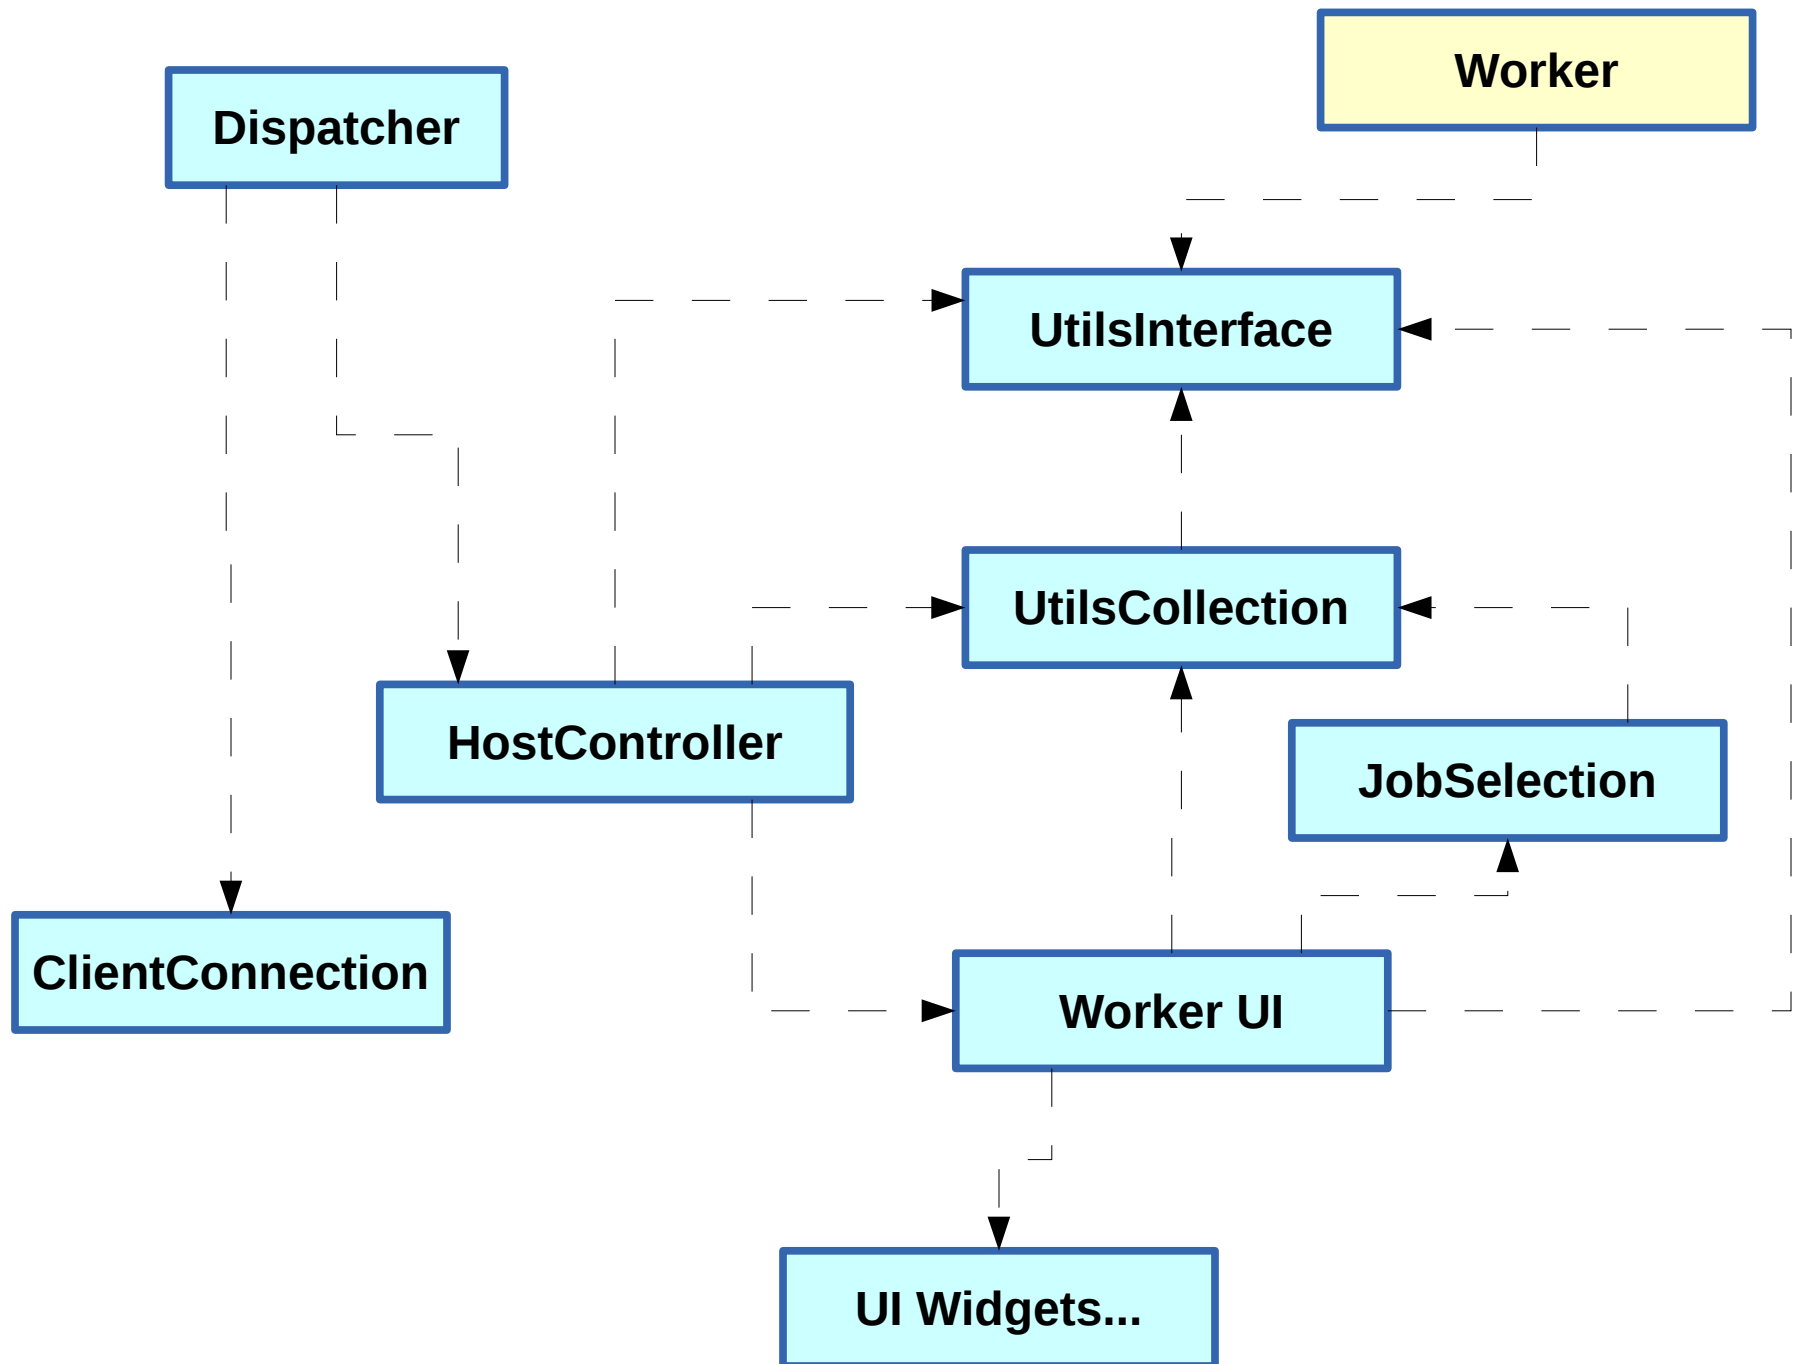 Worker
Dispatcher
UtilsInterface
UtilsCollection
HostController
JobSelection
ClientConnection
Worker UI
UI Widgets...